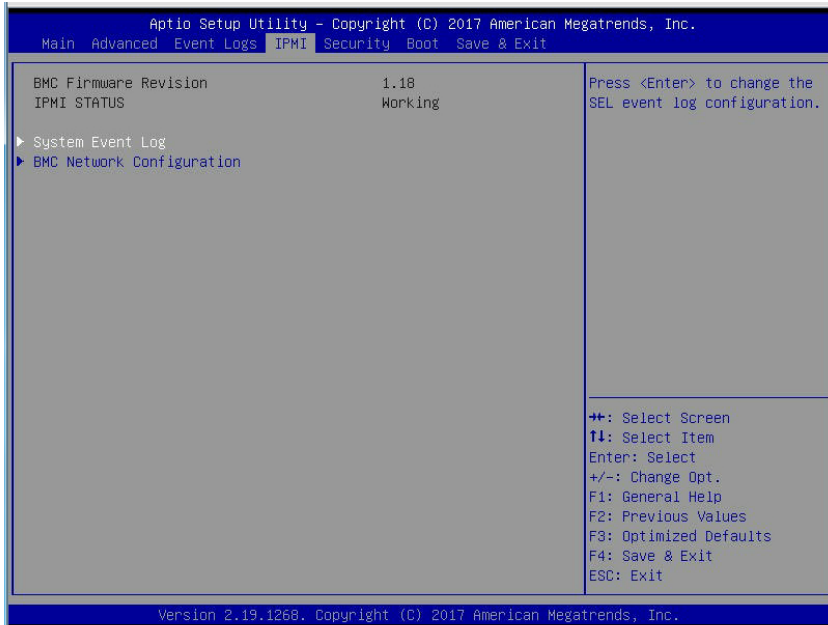 Aptio Setup Utility – Copyright (C) 2017 American Megatrends, Inc.
Main Advanced Event Logs IPMI Security Boot Save & Exit
BMC Firmware Revision 1.18
IPMI STATUS Working
▶ System Event Log
▶ BMC Network Configuration
Press <Enter> to change the
SEL event log configuration.
→←: Select Screen
↑↓: Select Item
Enter: Select
+/-: Change Opt.
F1: General Help
F2: Previous Values
F3: Optimized Defaults
F4: Save & Exit
ESC: Exit
Version 2.19.1268. Copyright (C) 2017 American Megatrends, Inc.